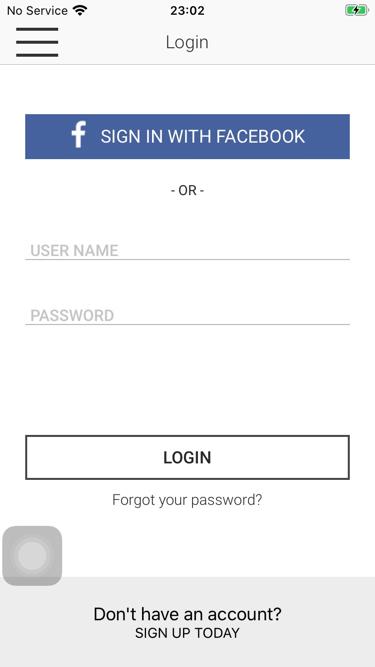 No Service 23:02
Login
f SIGN IN WITH FACEBOOK
- OR -
USER NAME
PASSWORD
LOGIN
Forgot your password?
Don't have an account?
SIGN UP TODAY